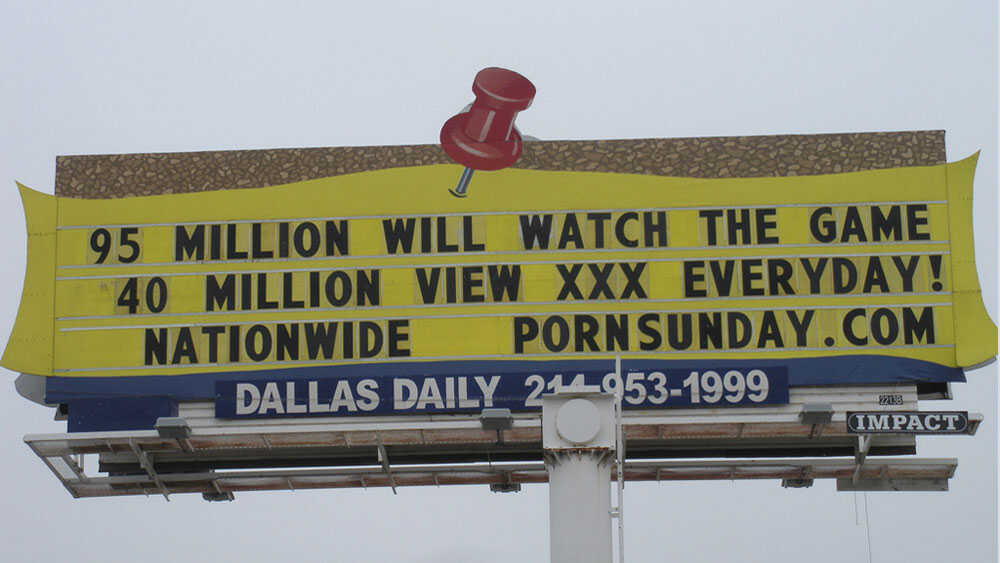 95 MILLION WILL WATCH THE GAME
40 MILLION VIEW XXX EVERYDAY!
NATIONWIDE PORNSUNDAY.COM
DALLAS DAILY 214-953-1999
2213B
IMPACT